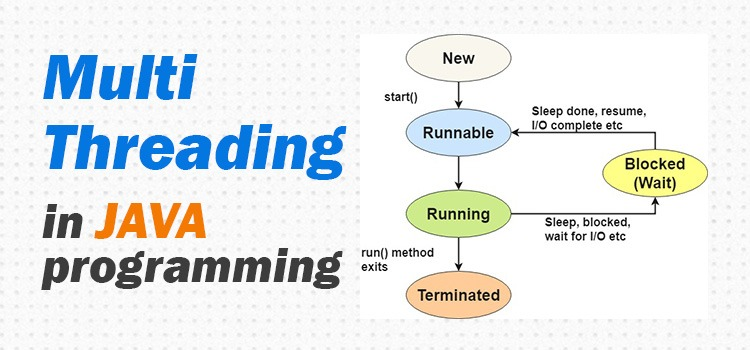 Multi
Threading
in JAVA
programming
New
start()
Runnable
Sleep done, resume,
I/O complete etc
Blocked
(Wait)
Running
Sleep, blocked,
wait for I/O etc
run() method
exits
Terminated